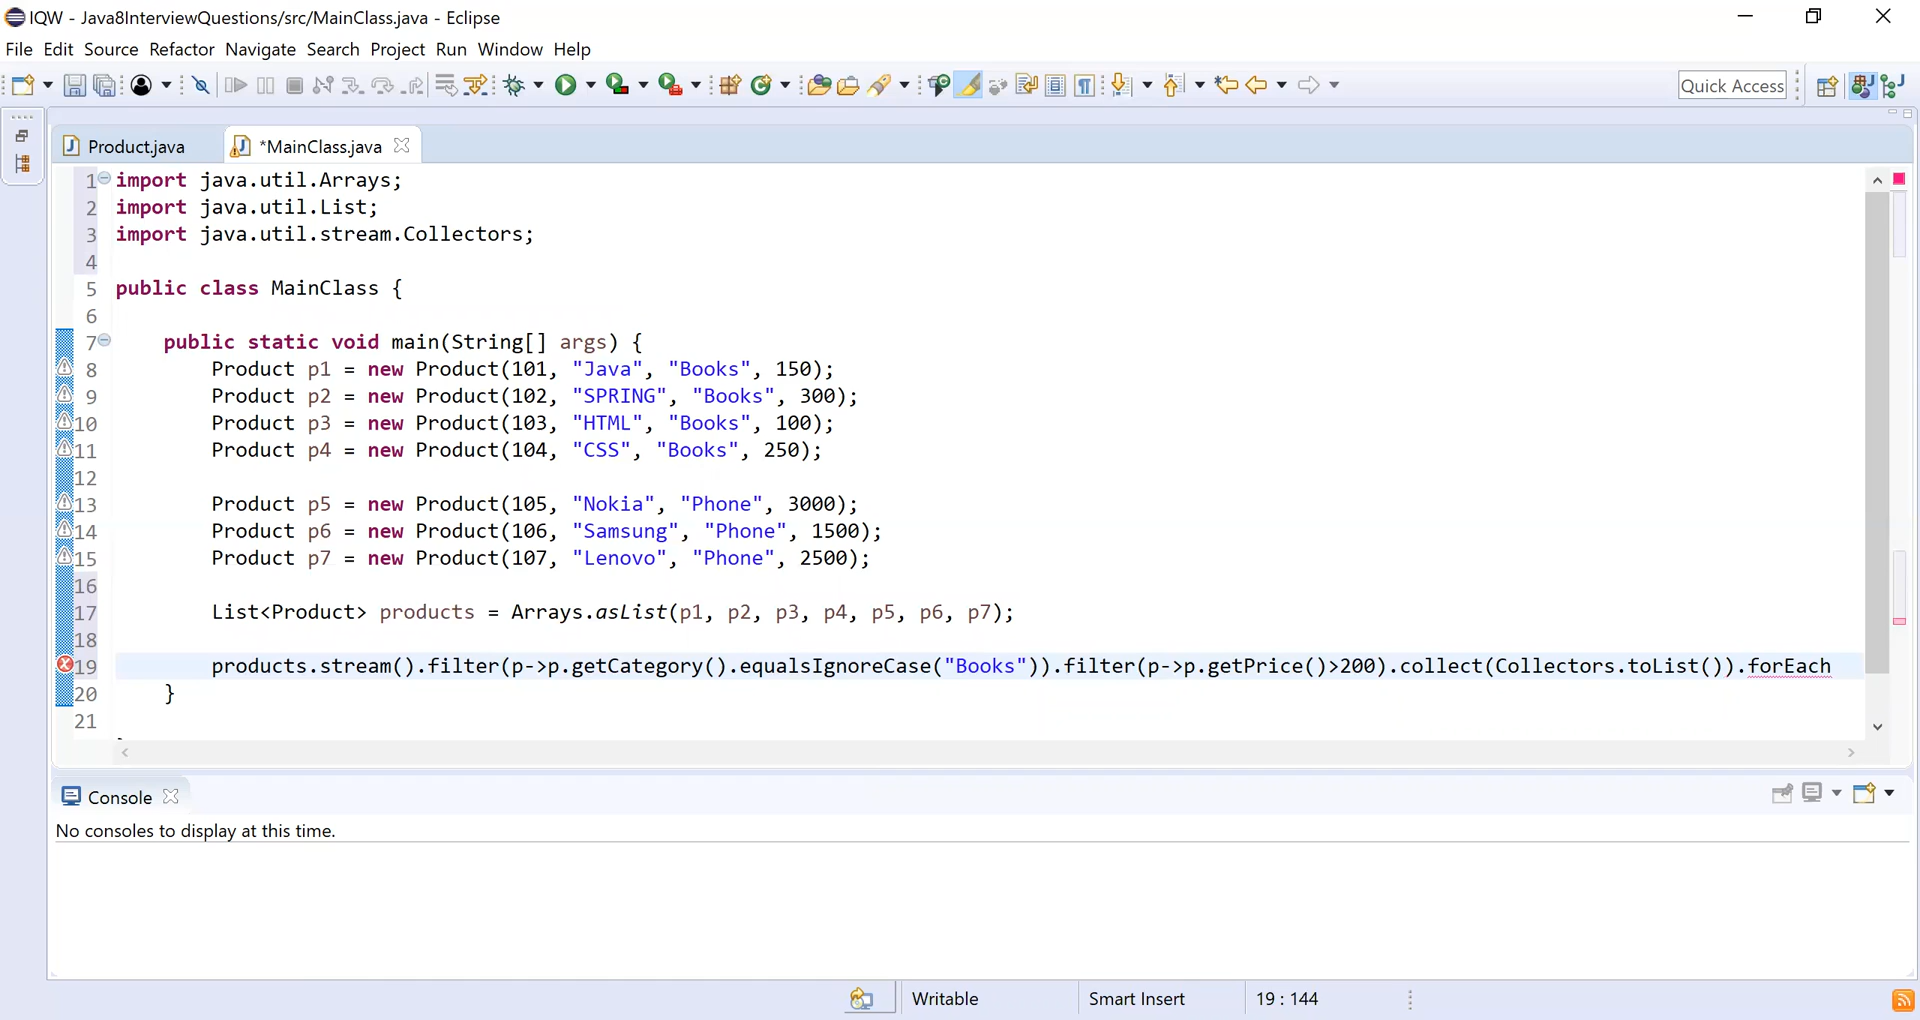 IQW - Java8InterviewQuestions/src/MainClass.java - Eclipse
File Edit Source Refactor Navigate Search Project Run Window Help
Quick Access
Product.java
*MainClass.java
1 import java.util.Arrays;
2 import java.util.List;
3 import java.util.stream.Collectors;
4
5 public class MainClass {
6
7 public static void main(String[] args) {
8 Product p1 = new Product(101, "Java", "Books", 150);
9 Product p2 = new Product(102, "SPRING", "Books", 300);
10 Product p3 = new Product(103, "HTML", "Books", 100);
11 Product p4 = new Product(104, "CSS", "Books", 250);
12
13 Product p5 = new Product(105, "Nokia", "Phone", 3000);
14 Product p6 = new Product(106, "Samsung", "Phone", 1500);
15 Product p7 = new Product(107, "Lenovo", "Phone", 2500);
16
17 List<Product> products = Arrays.asList(p1, p2, p3, p4, p5, p6, p7);
18
19 products.stream().filter(p->p.getCategory().equalsIgnoreCase("Books")).filter(p->p.getPrice()>200).collect(Collectors.toList()).forEach
20 }
21
Console
No consoles to display at this time.
Writable
Smart Insert
19 : 144